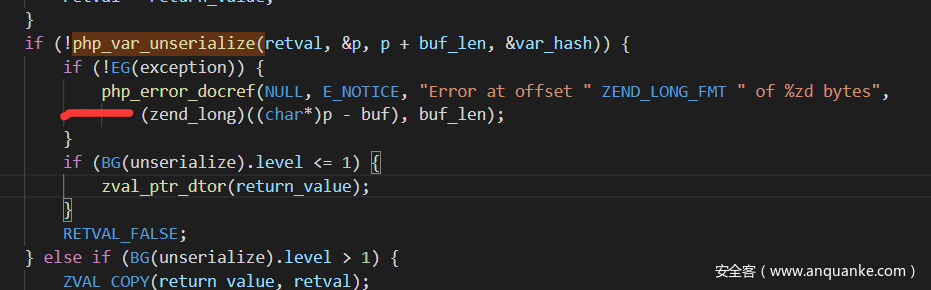 retval = return_value;
}
if (!php_var_unserialize(retval, &p, p + buf_len, &var_hash)) {
if (!EG(exception)) {
php_error_docref(NULL, E_NOTICE, "Error at offset " ZEND_LONG_FMT " of %zd bytes",
(zend_long)((char*)p - buf), buf_len);
}
if (BG(unserialize).level <= 1) {
zval_ptr_dtor(return_value);
}
RETVAL_FALSE;
} else if (BG(unserialize).level > 1) {
ZVAL_COPY(return_value, retval);
安全客（www.anquanke.com）